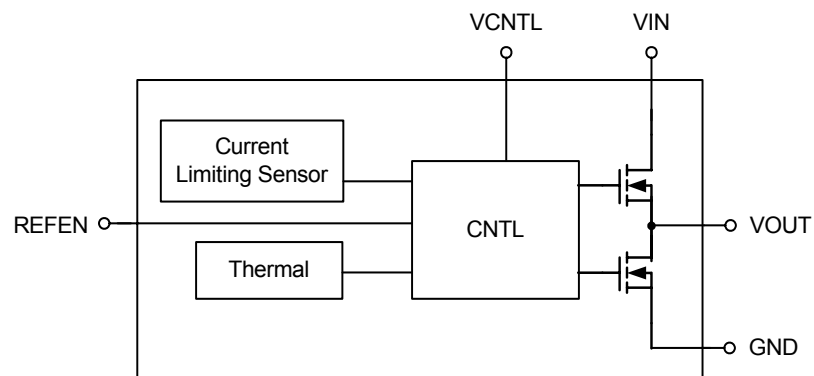 VCNTL
VIN
Current
Limiting Sensor
REFEN
CNTL
VOUT
Thermal
GND